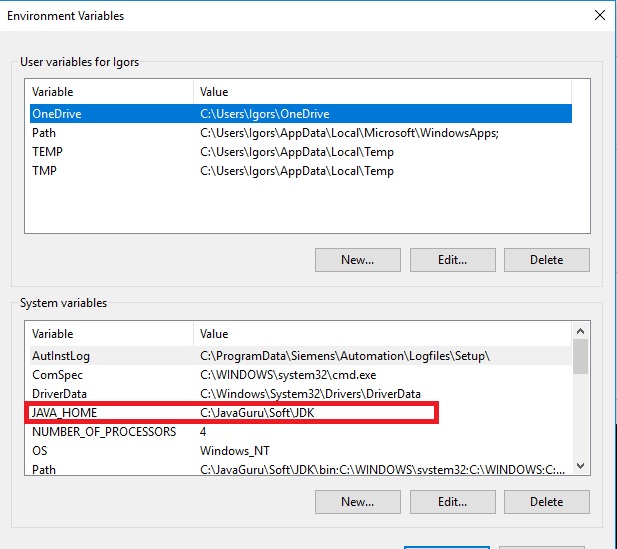 Environment Variables
User variables for Igors
Variable Value
OneDrive C:\Users\Igors\OneDrive
Path C:\Users\Igors\AppData\Local\Microsoft\WindowsApps;
TEMP C:\Users\Igors\AppData\Local\Temp
TMP C:\Users\Igors\AppData\Local\Temp
New... Edit... Delete
System variables
Variable Value
AutInstLog C:\ProgramData\Siemens\Automation\Logfiles\Setup\
ComSpec C:\WINDOWS\system32\cmd.exe
DriverData C:\Windows\System32\Drivers\DriverData
JAVA_HOME C:\JavaGuru\Soft\JDK
NUMBER_OF_PROCESSORS 4
OS Windows_NT
Path C:\JavaGuru\Soft\JDK\bin:C:\WINDOWS\system32:C:\WINDOWS:C:...
New... Edit... Delete